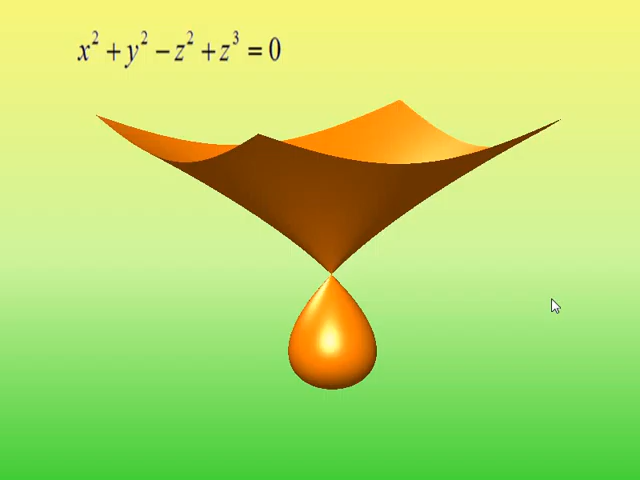 x² + y² − z² + z³ = 0